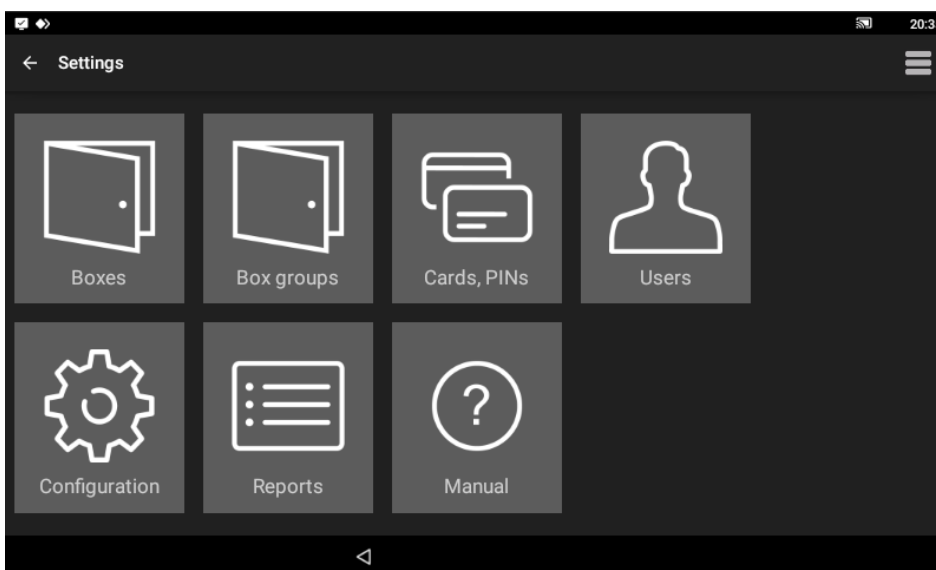 20:3
Settings
Boxes
Box groups
Cards, PINs
Users
?
Configuration
Reports
Manual